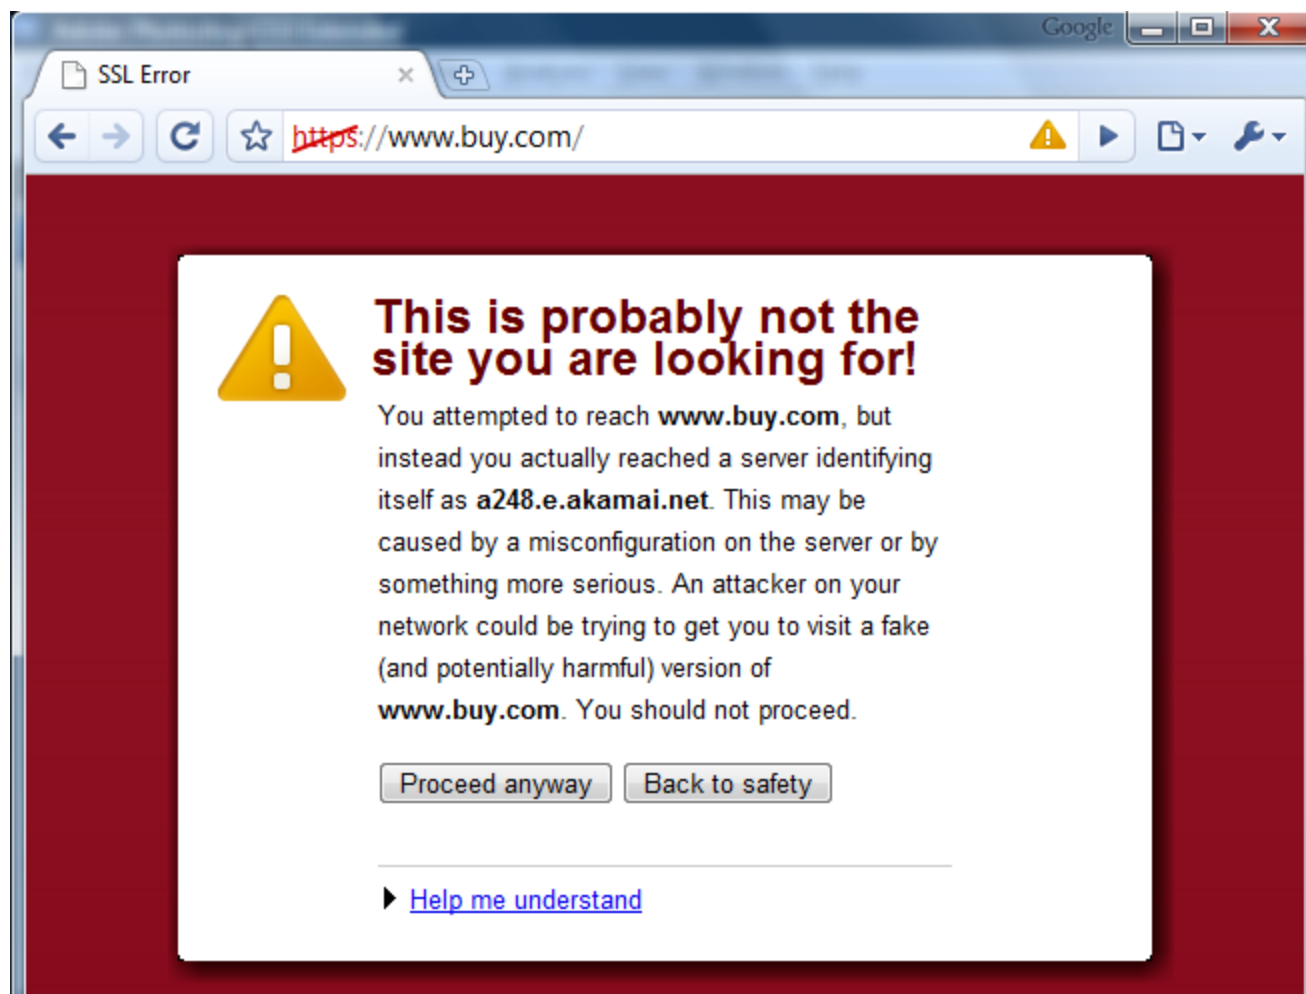 Google
SSL Error
https://www.buy.com/
This is probably not the
site you are looking for!
You attempted to reach www.buy.com, but
instead you actually reached a server identifying
itself as a248.e.akamai.net. This may be
caused by a misconfiguration on the server or by
something more serious. An attacker on your
network could be trying to get you to visit a fake
(and potentially harmful) version of
www.buy.com. You should not proceed.
Proceed anyway Back to safety
Help me understand